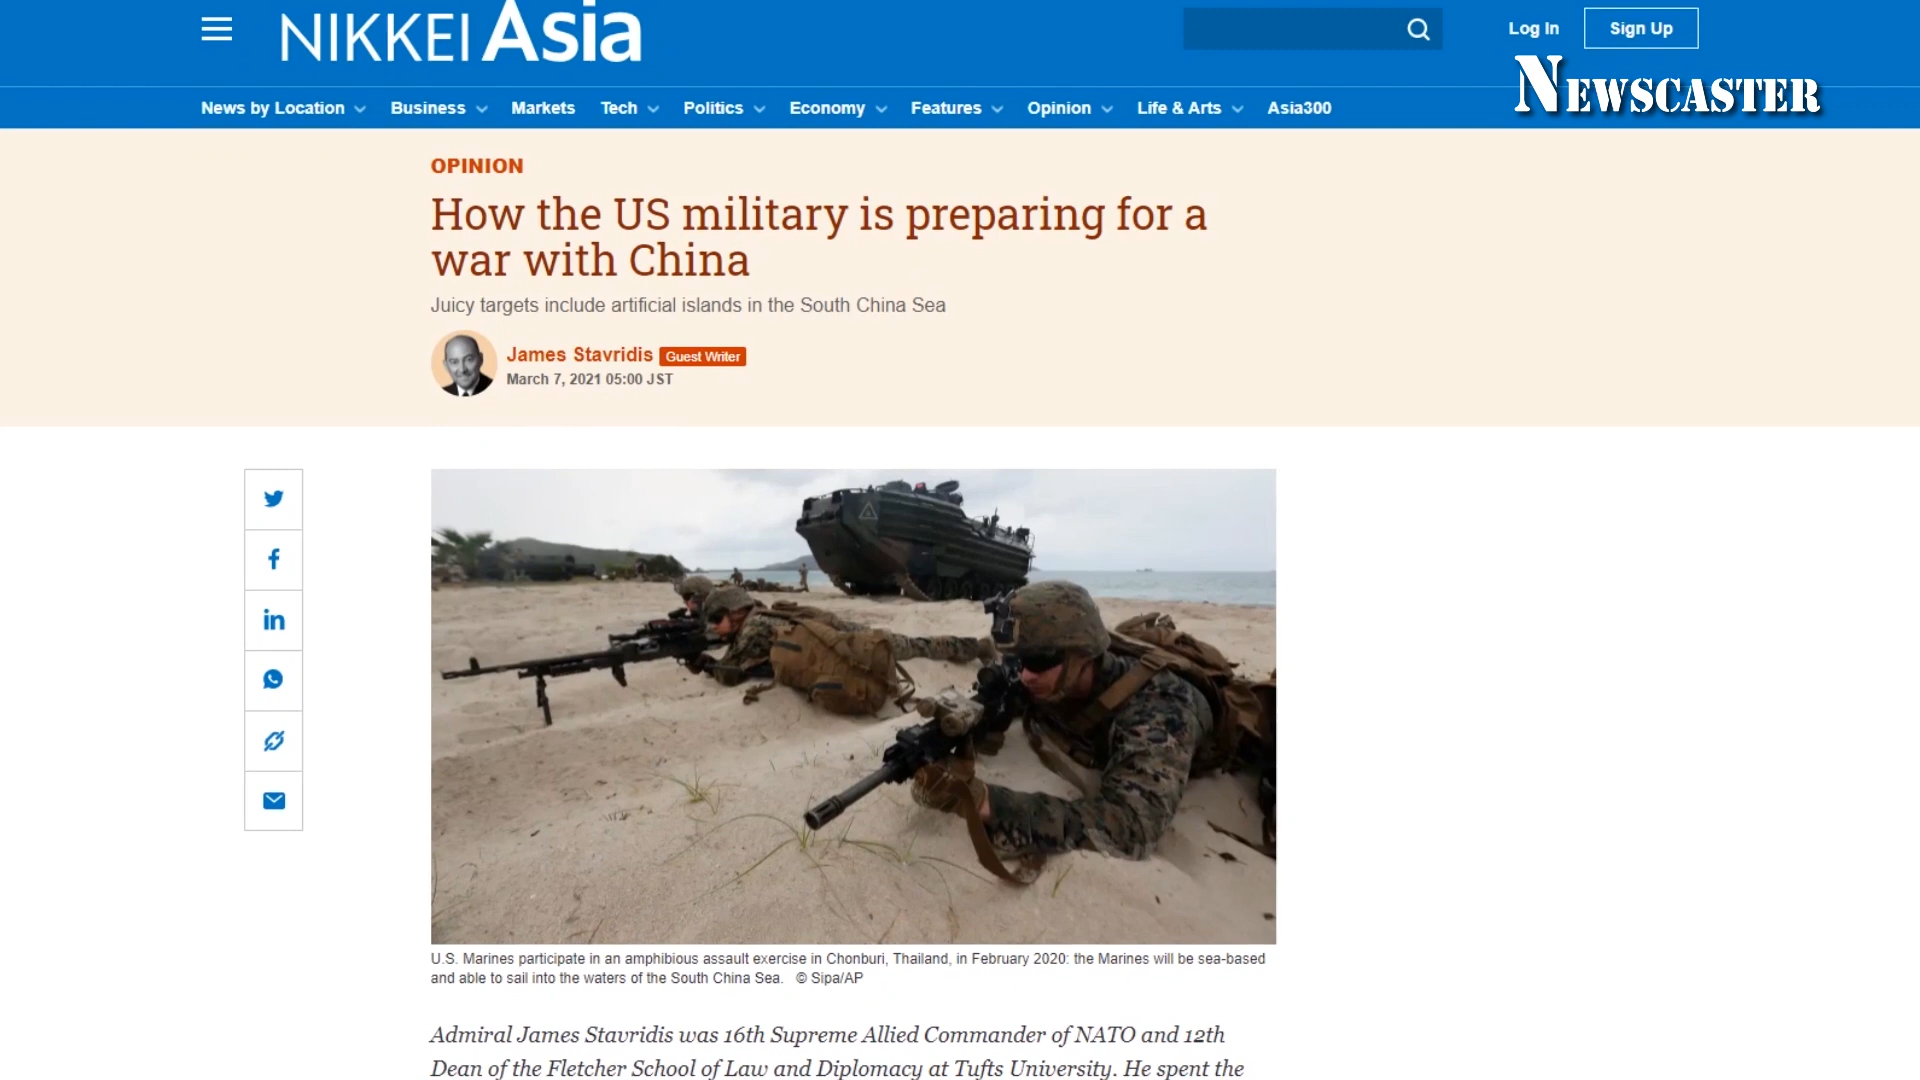 NIKKEI Asia
Log In
Sign Up
NEWSCASTER
News by Location
Business
Markets
Tech
Politics
Economy
Features
Opinion
Life & Arts
Asia300
OPINION
How the US military is preparing for a
war with China
Juicy targets include artificial islands in the South China Sea
James Stavridis Guest Writer
March 7, 2021 05:00 JST
U.S. Marines participate in an amphibious assault exercise in Chonburi, Thailand, in February 2020: the Marines will be sea-based
and able to sail into the waters of the South China Sea. © Sipa/AP
Admiral James Stavridis was 16th Supreme Allied Commander of NATO and 12th
Dean of the Fletcher School of Law and Diplomacy at Tufts University. He spent the